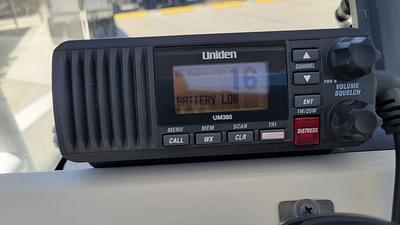 Uniden
16
BATTERY LOW
UM385
CHANNEL
PWR
VOLUME
SQUELCH
ENT
1W/25W
DISTRESS
MENU MEM SCAN TRI
CALL WX CLR